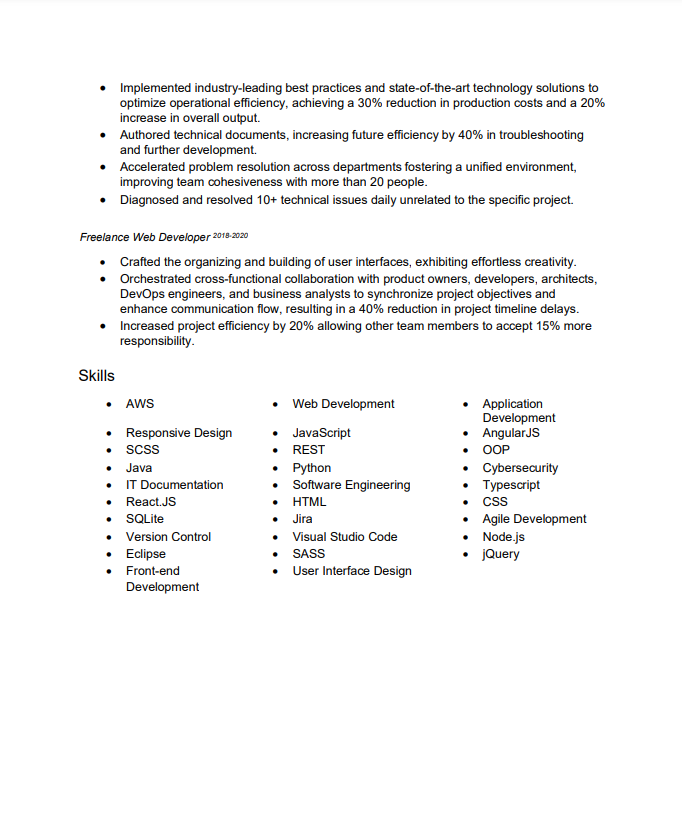 • Implemented industry-leading best practices and state-of-the-art technology solutions to
optimize operational efficiency, achieving a 30% reduction in production costs and a 20%
increase in overall output.
• Authored technical documents, increasing future efficiency by 40% in troubleshooting
and further development.
• Accelerated problem resolution across departments fostering a unified environment,
improving team cohesiveness with more than 20 people.
• Diagnosed and resolved 10+ technical issues daily unrelated to the specific project.
Freelance Web Developer 2018-2020
• Crafted the organizing and building of user interfaces, exhibiting effortless creativity.
• Orchestrated cross-functional collaboration with product owners, developers, architects,
DevOps engineers, and business analysts to synchronize project objectives and
enhance communication flow, resulting in a 40% reduction in project timeline delays.
• Increased project efficiency by 20% allowing other team members to accept 15% more
responsibility.
Skills
• AWS • Web Development • Application
Development
• Responsive Design • JavaScript • AngularJS
• SCSS • REST • OOP
• Java • Python • Cybersecurity
• IT Documentation • Software Engineering • Typescript
• React.JS • HTML • CSS
• SQLite • Jira • Agile Development
• Version Control • Visual Studio Code • Node.js
• Eclipse • SASS • jQuery
• Front-end • User Interface Design
Development